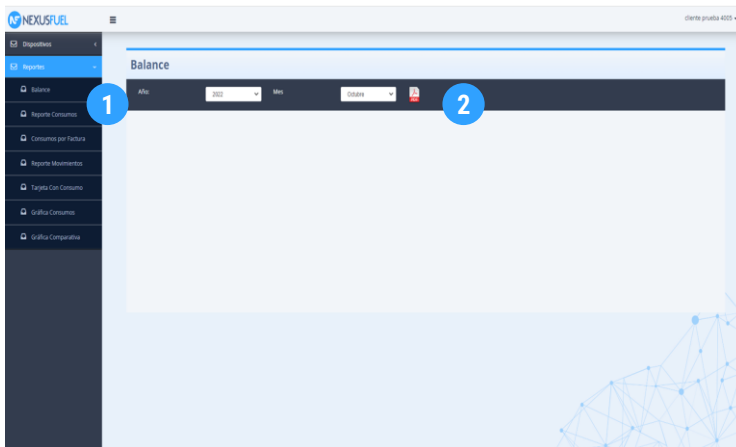 NEXUSFUEL
cliente prueba 4005
Dispositivos
Reportes
Balance
Reporte Consumos
Consumos por Factura
Reporte Movimientos
Tarjeta Con Consumo
Gráfica Consumos
Gráfica Comparativa
Balance
Año: 2022 Mes: Octubre
1
2